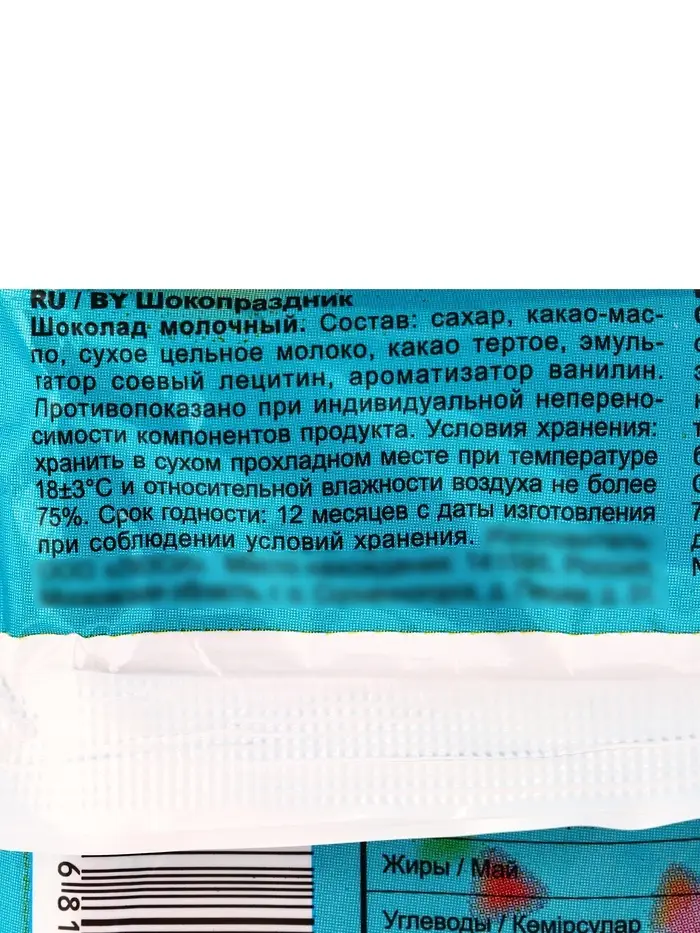 RU / BY Шокопраздник
Шоколад молочный. Состав: сахар, какао-мас-
ло, сухое цельное молоко, какао тертое, эмуль-
гатор соевый лецитин, ароматизатор ванилин.
Противопоказано при индивидуальной неперено-
симости компонентов продукта. Условия хранения:
хранить в сухом прохладном месте при температуре
18±3°С и относительной влажности воздуха не более
75%. Срок годности: 12 месяцев с даты изготовления
при соблюдении условий хранения.
6 81
Жиры / Май
Углеводы / Көмірсулар